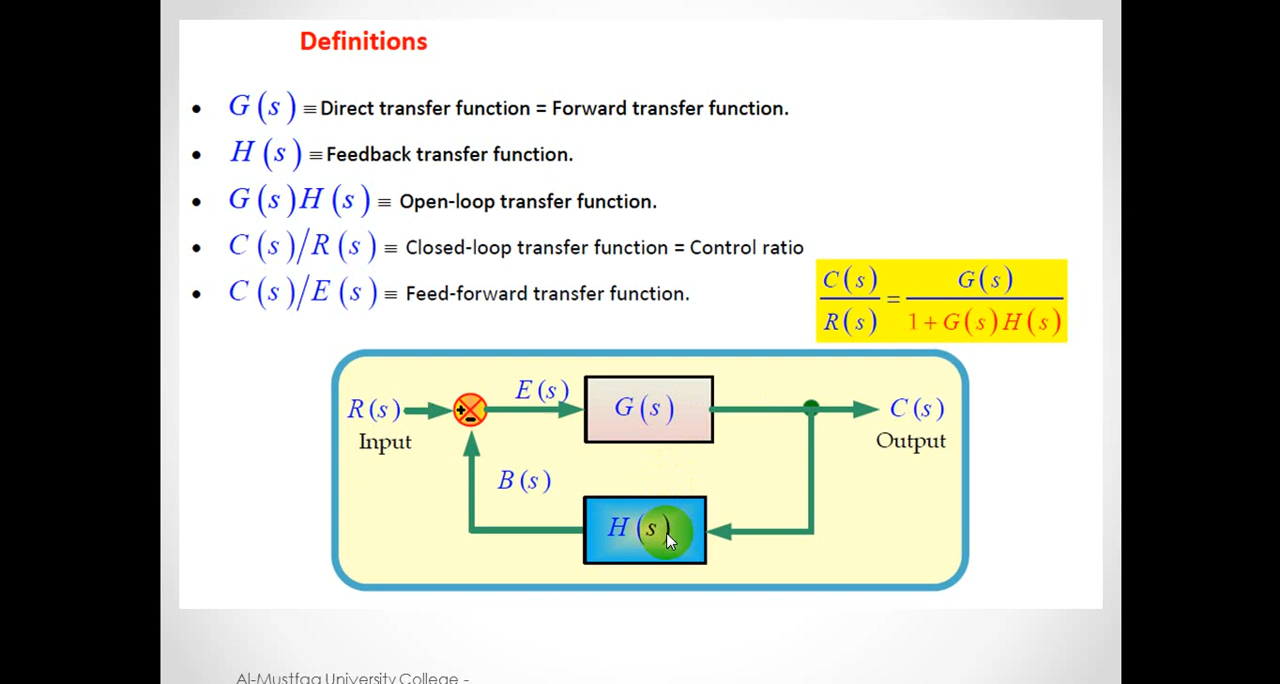 Definitions
• G(s) ≡ Direct transfer function = Forward transfer function.
• H(s) ≡ Feedback transfer function.
• G(s)H(s) ≡ Open-loop transfer function.
• C(s)/R(s) ≡ Closed-loop transfer function = Control ratio
• C(s)/E(s) ≡ Feed-forward transfer function.
C(s)/R(s) = G(s)/1+G(s)H(s)
R(s) + - E(s) G(s) C(s)
Input Output
B(s)
H(s)
Al-Mustfaq University College -